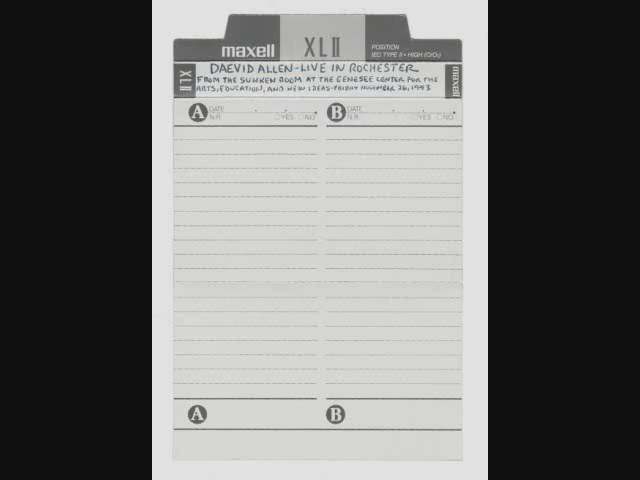 maxell XLII POSITION
IEC TYPE II • HIGH (CrO₂)
XLII DAEVID ALLEN-LIVE IN ROCHESTER maxell
FROM THE SUNKEN ROOM AT THE GENESEE CENTER FOR THE
ARTS, EDUCATION, AND NEW IDEAS-FRIDAY NOVEMBER 26, 1993
A DATE B DATE
N.R. YES NO N.R. YES NO
A B